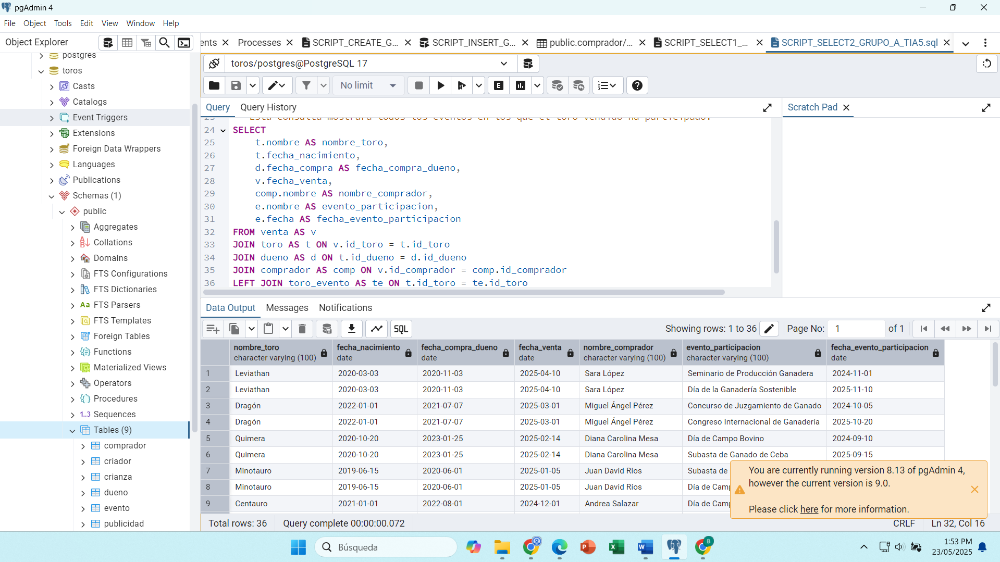 pgAdmin 4
File Object Tools Edit View Window Help
Object Explorer
ents
Processes
SCRIPT_CREATE_G...
SCRIPT_INSERT_G...
public.comprador/...
SCRIPT_SELECT1_...
SCRIPT_SELECT2_GRUPO_A_TIA5.sql
postgres
toros
Casts
Catalogs
Event Triggers
Extensions
Foreign Data Wrappers
Languages
Publications
Schemas (1)
public
Aggregates
Collations
Domains
FTS Configurations
FTS Dictionaries
Aa FTS Parsers
FTS Templates
Foreign Tables
Functions
Materialized Views
Operators
Procedures
1..3 Sequences
Tables (9)
comprador
criador
crianza
dueno
evento
publicidad
toros/postgres@PostgreSQL 17
No limit
E
Query Query History
Scratch Pad
23 Esta consulta mostrará todos los eventos en los que el toro vendido ha participado.
24 SELECT
25 t.nombre AS nombre_toro,
26 t.fecha_nacimiento,
27 d.fecha_compra AS fecha_compra_dueno,
28 v.fecha_venta,
29 comp.nombre AS nombre_comprador,
30 e.nombre AS evento_participacion,
31 e.fecha AS fecha_evento_participacion
32 FROM venta AS v
33 JOIN toro AS t ON v.id_toro = t.id_toro
34 JOIN dueno AS d ON t.id_dueno = d.id_dueno
35 JOIN comprador AS comp ON v.id_comprador = comp.id_comprador
36 LEFT JOIN toro_evento AS te ON t.id_toro = te.id_toro
Data Output Messages Notifications
SQL
Showing rows: 1 to 36
Page No: 1 of 1
nombre_toro fecha_nacimiento fecha_compra_dueno fecha_venta nombre_comprador evento_participacion fecha_evento_participacion
character varying (100) date date date character varying (100) character varying (100) date
1 Leviathan 2020-03-03 2020-11-03 2025-04-10 Sara López Seminario de Producción Ganadera 2024-11-01
2 Leviathan 2020-03-03 2020-11-03 2025-04-10 Sara López Día de la Ganadería Sostenible 2025-11-10
3 Dragón 2022-01-01 2021-07-07 2025-03-01 Miguel Ángel Pérez Concurso de Juzgamiento de Ganado 2024-10-05
4 Dragón 2022-01-01 2021-07-07 2025-03-01 Miguel Ángel Pérez Congreso Internacional de Ganadería 2025-10-20
5 Quimera 2020-10-20 2023-01-25 2025-02-14 Diana Carolina Mesa Día de Campo Bovino 2024-09-10
6 Quimera 2020-10-20 2023-01-25 2025-02-14 Diana Carolina Mesa Subasta de Ganado de Ceba 2025-09-15
7 Minotauro 2019-06-15 2020-06-01 2025-01-05 Juan David Ríos Subasta de
8 Minotauro 2019-06-15 2020-06-01 2025-01-05 Juan David Ríos Día de Camp
9 Centauro 2021-01-01 2022-08-01 2024-12-01 Andrea Salazar Día de Camp
You are currently running version 8.13 of pgAdmin 4,
however the current version is 9.0.
Please click here for more information.
Total rows: 36 Query complete 00:00:00.072
CRLF Ln 32, Col 16
Búsqueda
B
1:53 PM
23/05/2025